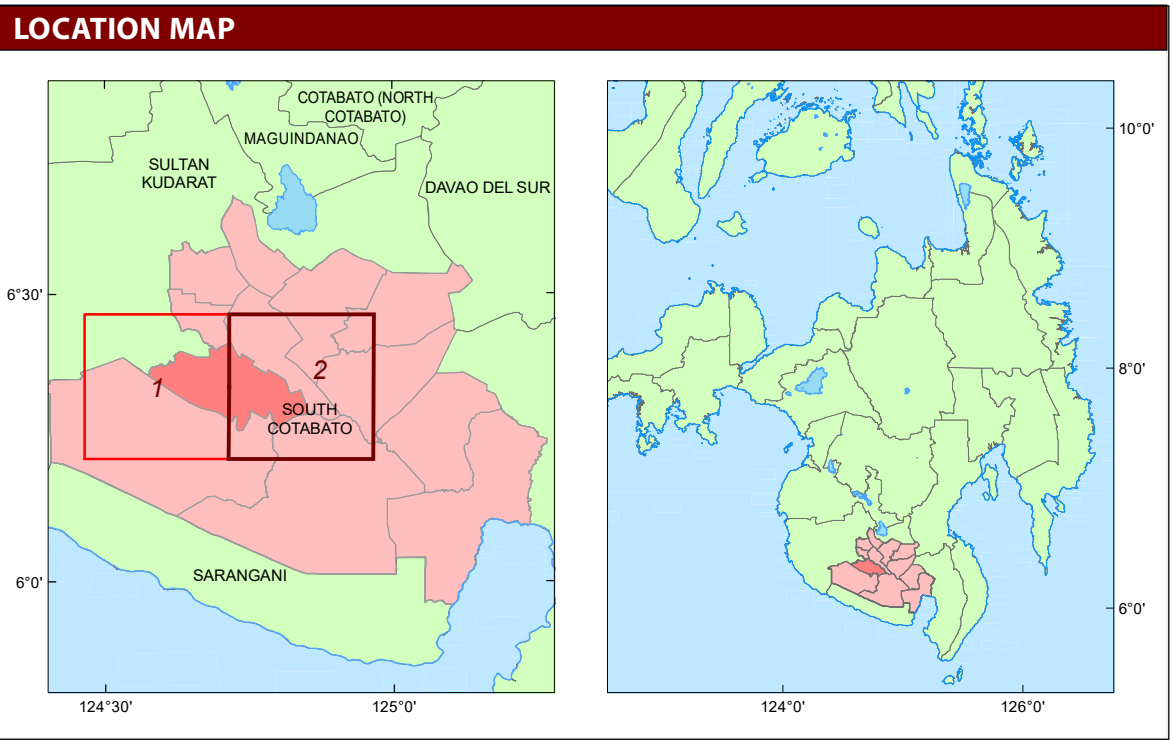 LOCATION MAP
COTABATO (NORTH
COTABATO)
MAGUINDANAO
SULTAN
KUDARAT
DAVAO DEL SUR
6°30'
1
2
SOUTH
COTABATO
SARANGANI
6°0'
124°30'
125°0'
10°0'
8°0'
6°0'
124°0'
126°0'